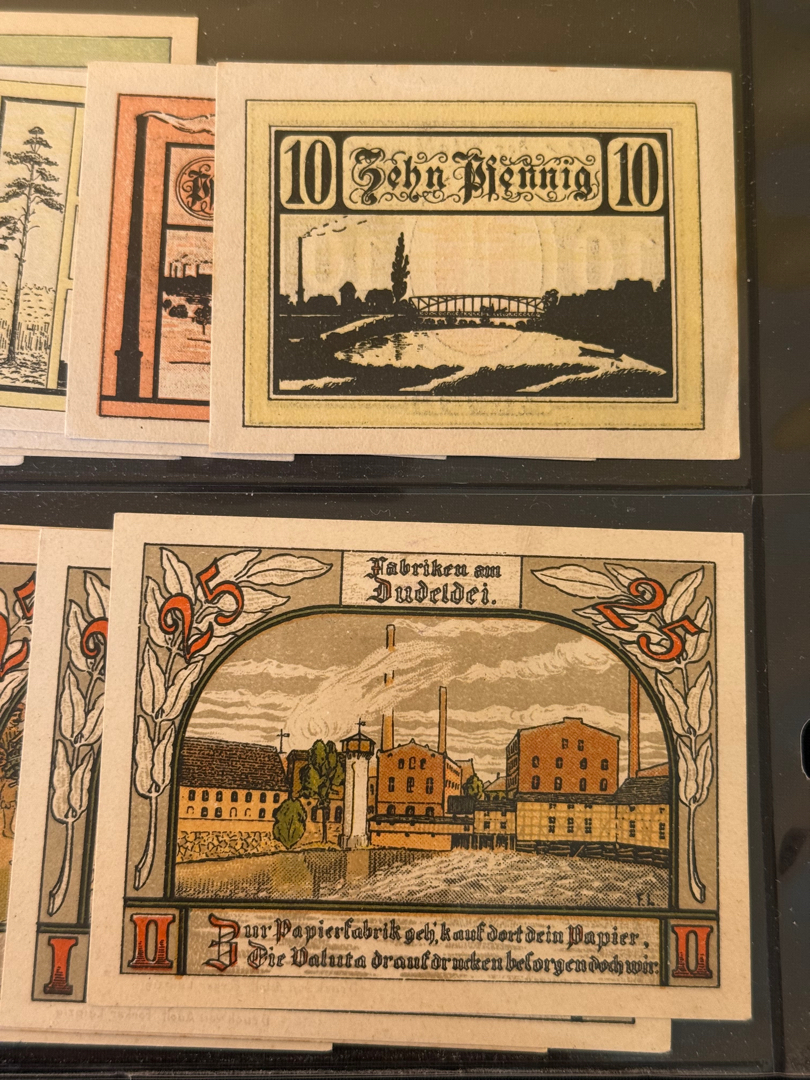 10 Zehn Pfennig 10
25 Fabriken am 25
Dudeldei.
F L
II Zur Papierfabrik geh', kauf dort dein Papier, II
Die Valuta drauf drucken besorgen doch wir.
I